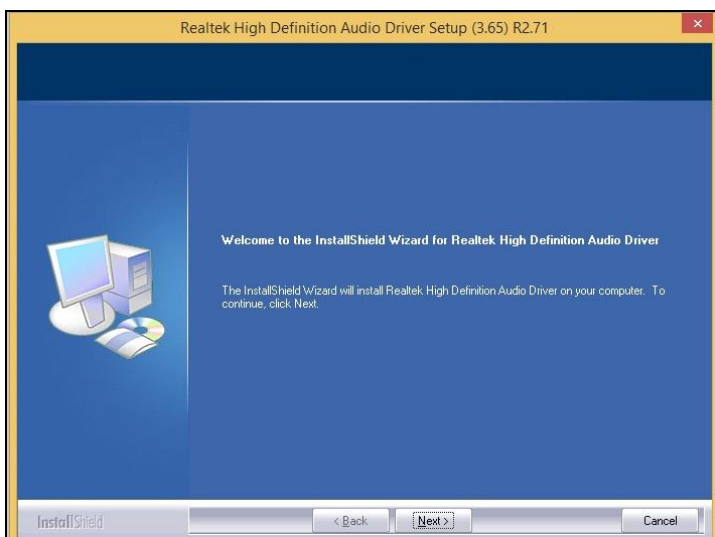 Realtek High Definition Audio Driver Setup (3.65) R2.71
Welcome to the InstallShield Wizard for Realtek High Definition Audio Driver
The InstallShield Wizard will install Realtek High Definition Audio Driver on your computer. To
continue, click Next.
InstallShield
< Back Next > Cancel